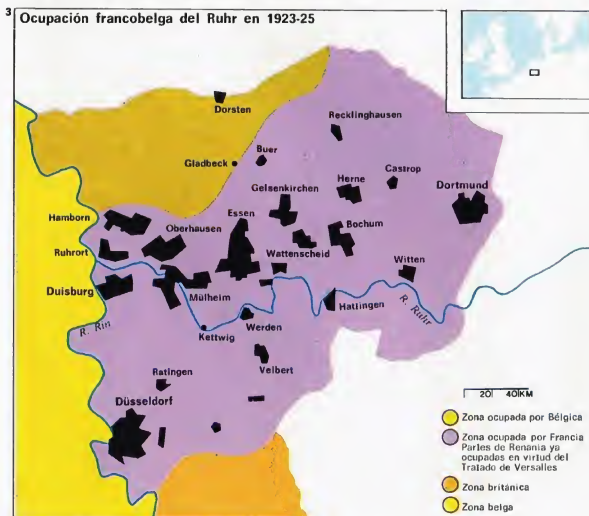 3 Ocupación francobelga del Ruhr en 1923-25
Dorsten
Recklinghausen
Buer
Gladbeck
Castrop
Herne
Gelsenkirchen
Dortmund
Hamborn
Essen
Oberhausen
Bochum
Ruhrort
Wattenscheid
Witten
Duisburg
Mülheim
Hattingen
R. Ruhr
R. Rin
Werden
Kettwig
Velbert
Ratingen
Düsseldorf
20 40KM
Zona ocupada por Bélgica
Zona ocupada por Francia
Partes de Renania ya
ocupadas en virtud del
Tratado de Versalles
Zona británica
Zona belga